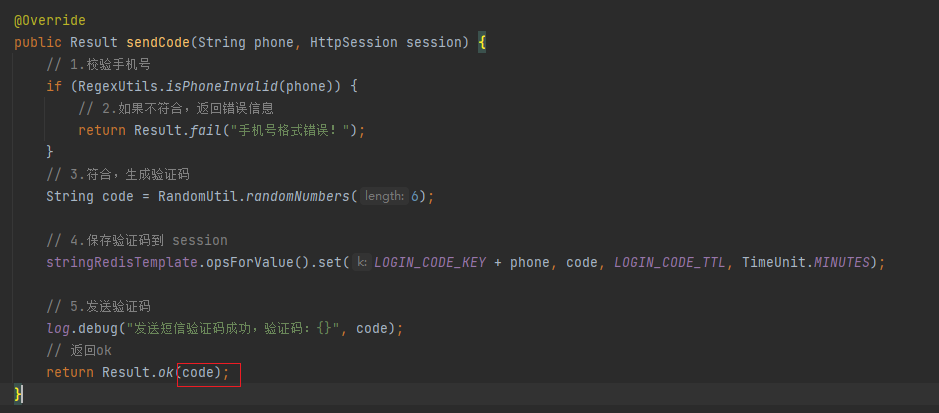 @Override
public Result sendCode(String phone, HttpSession session) {
// 1.校验手机号
if (RegexUtils.isPhoneInvalid(phone)) {
// 2.如果不符合，返回错误信息
return Result.fail("手机号格式错误！");
}
// 3.符合，生成验证码
String code = RandomUtil.randomNumbers( length: 6);
// 4.保存验证码到 session
stringRedisTemplate.opsForValue().set( k: LOGIN_CODE_KEY + phone, code, LOGIN_CODE_TTL, TimeUnit.MINUTES);
// 5.发送验证码
log.debug("发送短信验证码成功，验证码：{}", code);
// 返回ok
return Result.ok(code);
}